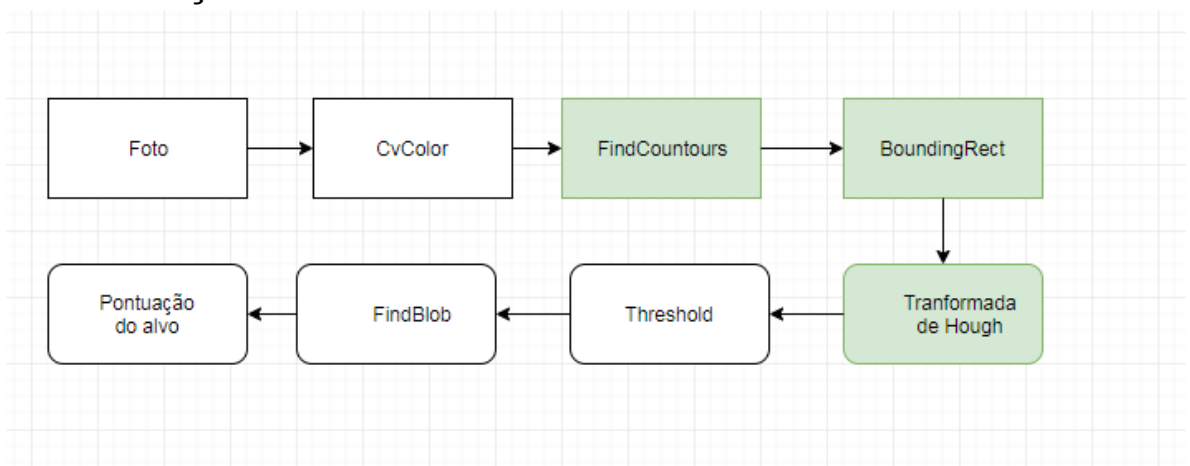 Foto
CvColor
FindCountours
BoundingRect
Pontuação
do alvo
FindBlob
Threshold
Tranformada
de Hough